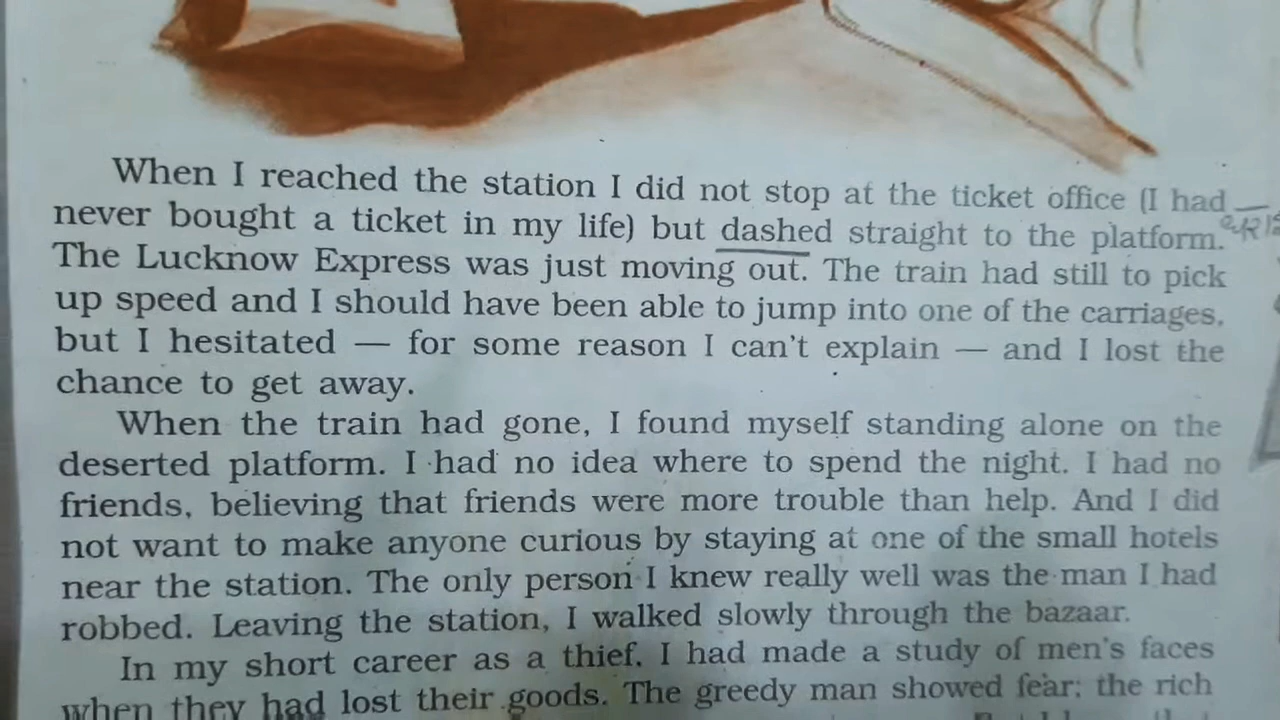 When I reached the station I did not stop at the ticket office (I had
never bought a ticket in my life) but dashed straight to the platform.
The Lucknow Express was just moving out. The train had still to pick
up speed and I should have been able to jump into one of the carriages,
but I hesitated — for some reason I can't explain — and I lost the
chance to get away.
When the train had gone, I found myself standing alone on the
deserted platform. I had no idea where to spend the night. I had no
friends, believing that friends were more trouble than help. And I did
not want to make anyone curious by staying at one of the small hotels
near the station. The only person I knew really well was the man I had
robbed. Leaving the station, I walked slowly through the bazaar.
In my short career as a thief, I had made a study of men's faces
when they had lost their goods. The greedy man showed fear; the rich